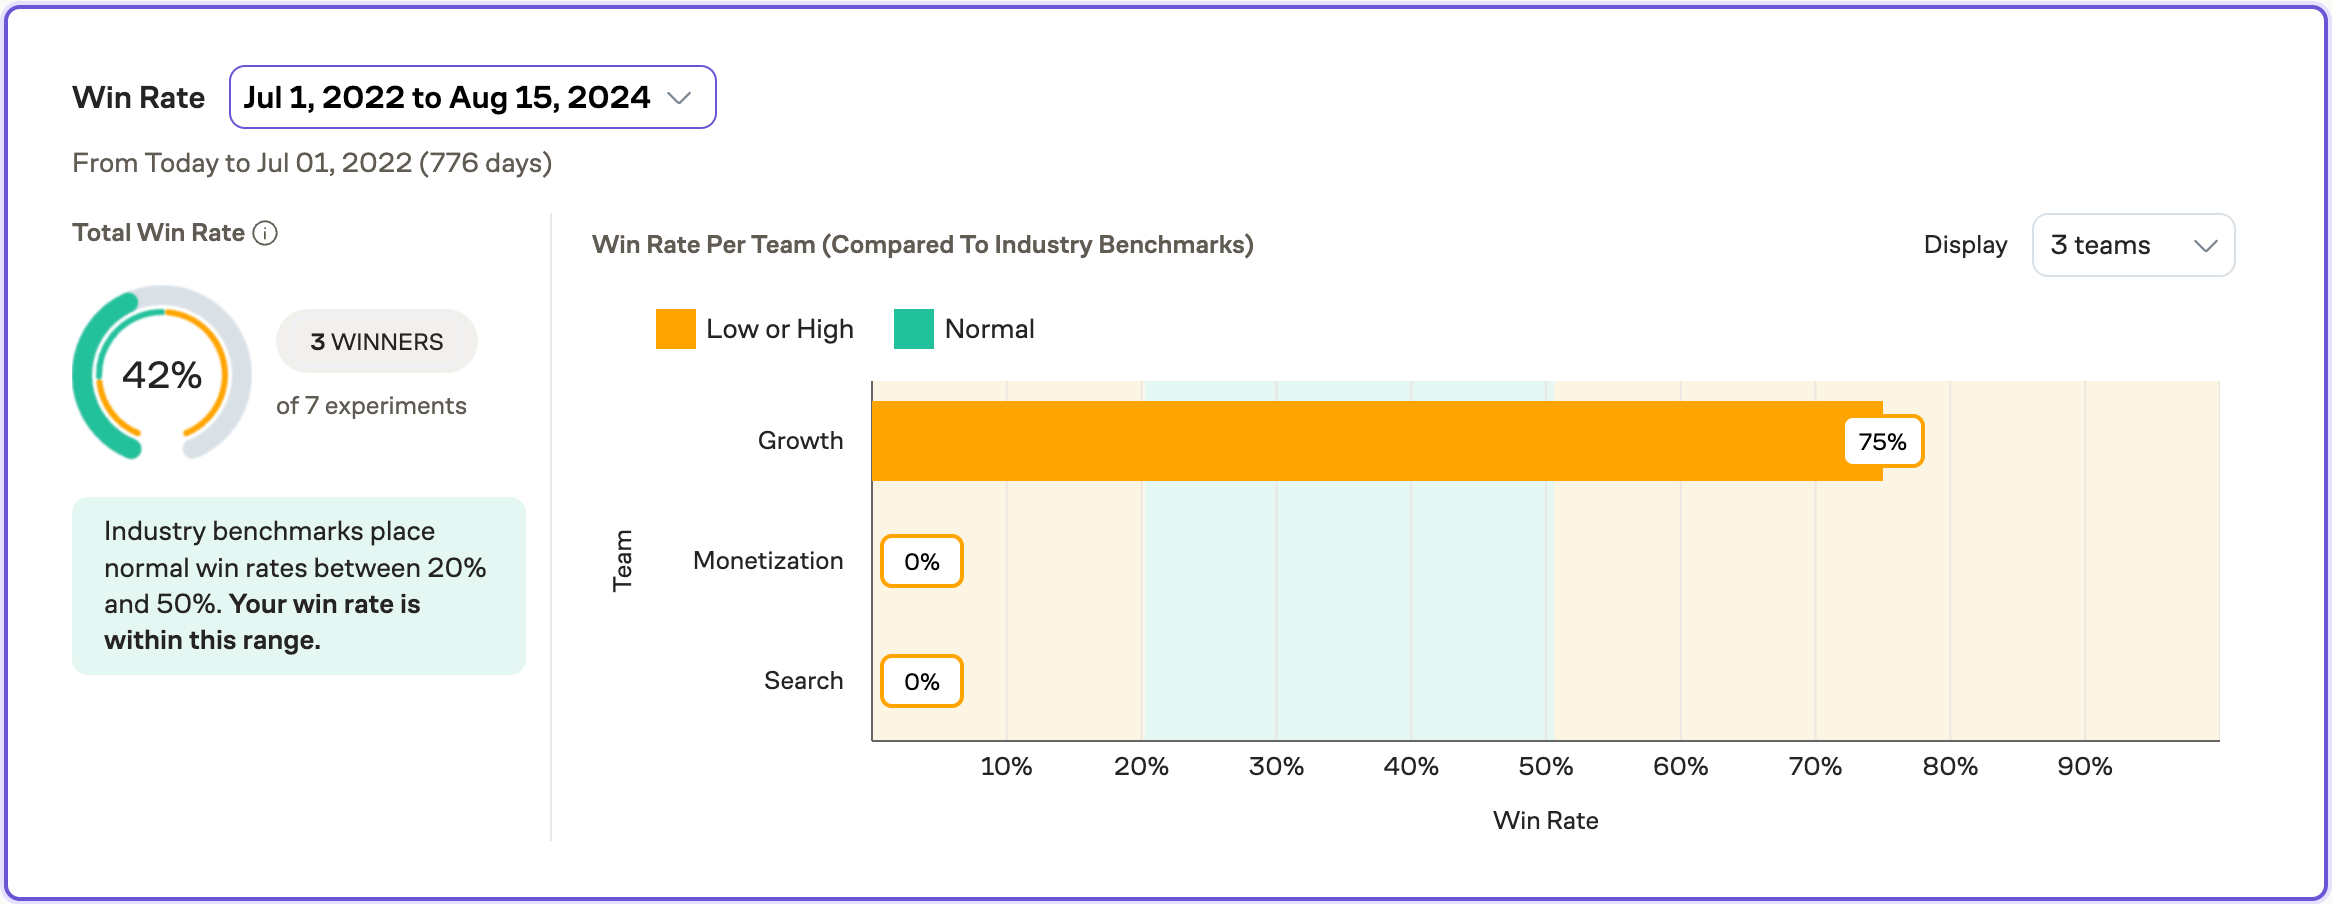 Win Rate
Jul 1, 2022 to Aug 15, 2024
From Today to Jul 01, 2022 (776 days)
Total Win Rate
42%
3 WINNERS
of 7 experiments
Industry benchmarks place
normal win rates between 20%
and 50%. Your win rate is
within this range.
Win Rate Per Team (Compared To Industry Benchmarks)
Display
3 teams
Low or High
Normal
Team
Growth
75%
Monetization
0%
Search
0%
10% 20% 30% 40% 50% 60% 70% 80% 90%
Win Rate